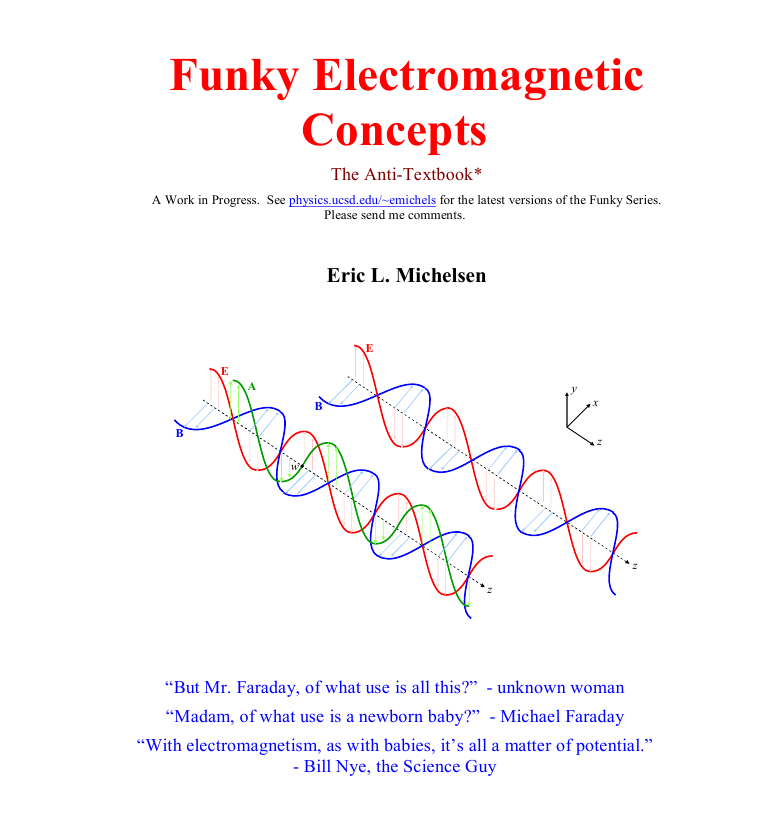 Funky Electromagnetic
Concepts
The Anti-Textbook*
A Work in Progress.  See physics.ucsd.edu/~emichels for the latest versions of the Funky Series.
Please send me comments.
Eric L. Michelsen
E
E
A
B
B
w
y
x
z
z
z
“But Mr. Faraday, of what use is all this?”  - unknown woman
“Madam, of what use is a newborn baby?”  - Michael Faraday
“With electromagnetism, as with babies, it’s all a matter of potential.”
- Bill Nye, the Science Guy